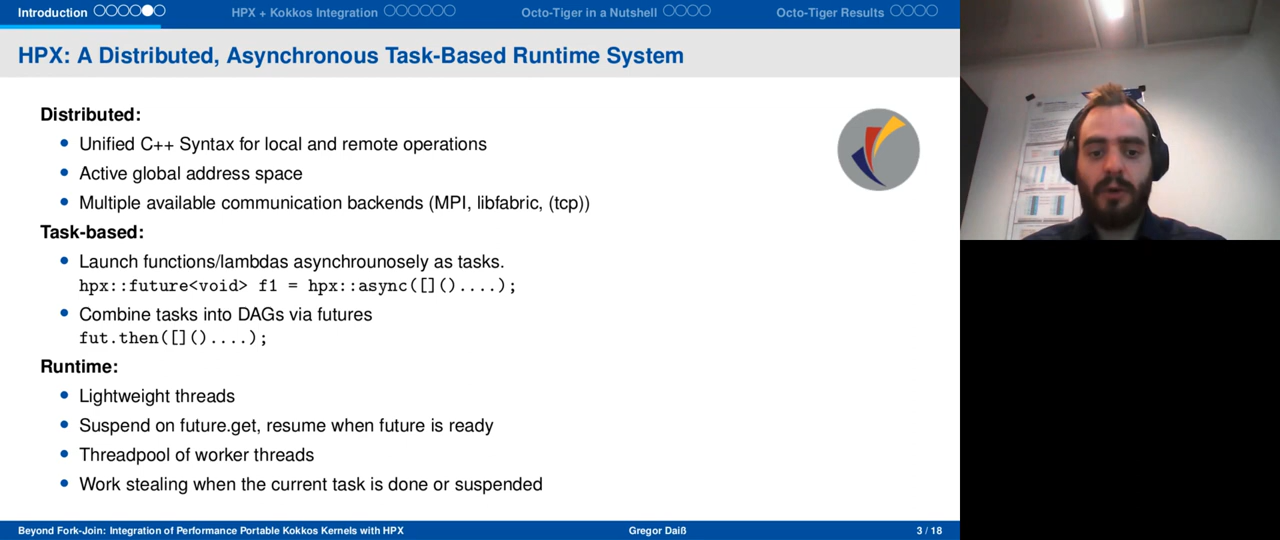 Introduction
HPX + Kokkos Integration
Octo-Tiger in a Nutshell
Octo-Tiger Results
HPX: A Distributed, Asynchronous Task-Based Runtime System
Distributed:
Unified C++ Syntax for local and remote operations
Active global address space
Multiple available communication backends (MPI, libfabric, (tcp))
Task-based:
Launch functions/lambdas asynchrounosely as tasks.
hpx::future<void> f1 = hpx::async([]()....);
Combine tasks into DAGs via futures
fut.then([]()....);
Runtime:
Lightweight threads
Suspend on future.get, resume when future is ready
Threadpool of worker threads
Work stealing when the current task is done or suspended
Beyond Fork-Join: Integration of Performance Portable Kokkos Kernels with HPX
Gregor Daiß
3 / 18